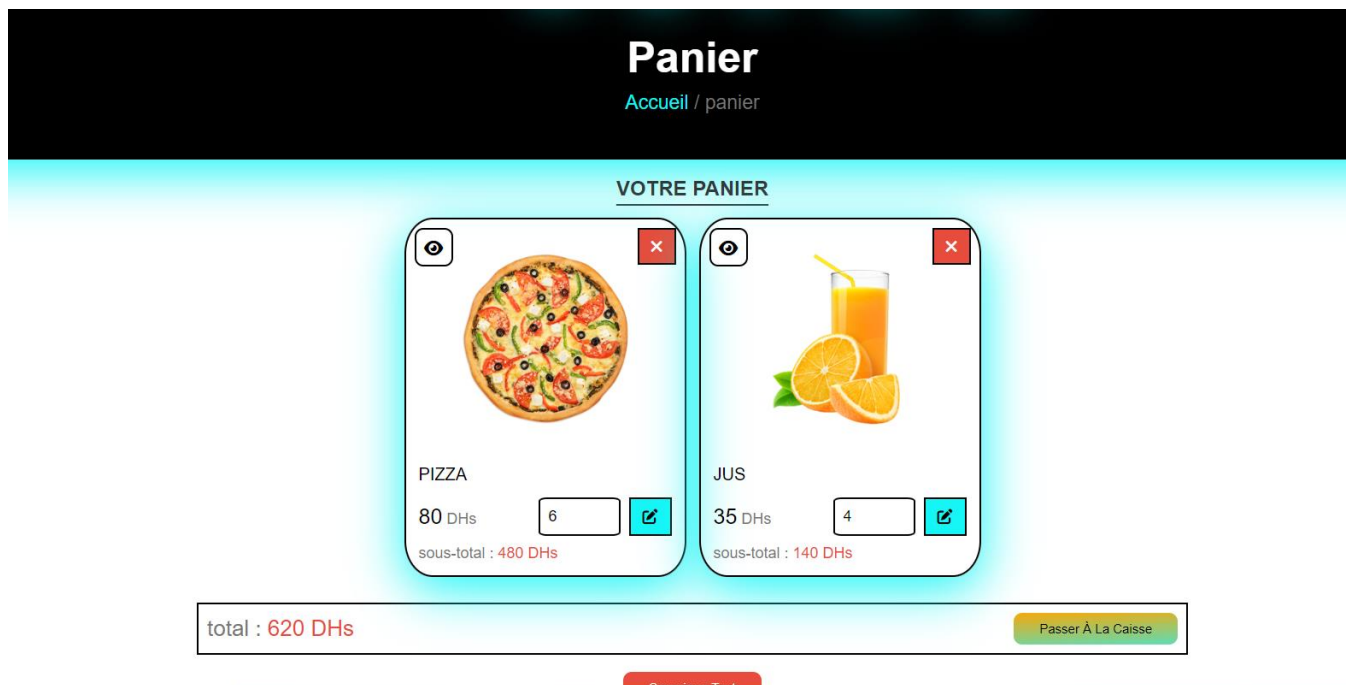 Panier
Accueil / panier
VOTRE PANIER
PIZZA
80 DHs 6
sous-total : 480 DHs
JUS
35 DHs 4
sous-total : 140 DHs
total : 620 DHs
Passer À La Caisse